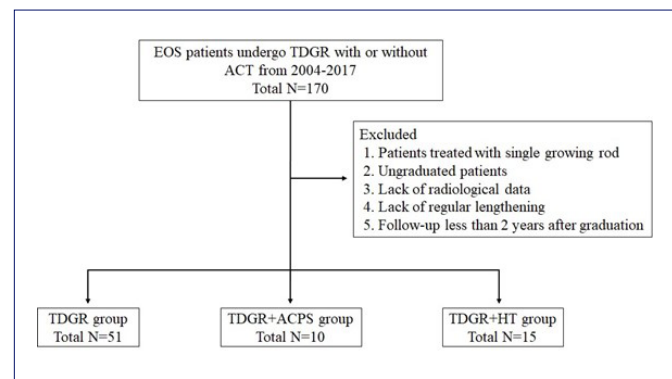 EOS patients undergo TDGR with or without
ACT from 2004-2017
Total N=170
Excluded
1. Patients treated with single growing rod
2. Ungraduated patients
3. Lack of radiological data
4. Lack of regular lengthening
5. Follow-up less than 2 years after graduation
TDGR group
Total N=51
TDGR+ACPS group
Total N=10
TDGR+HT group
Total N=15